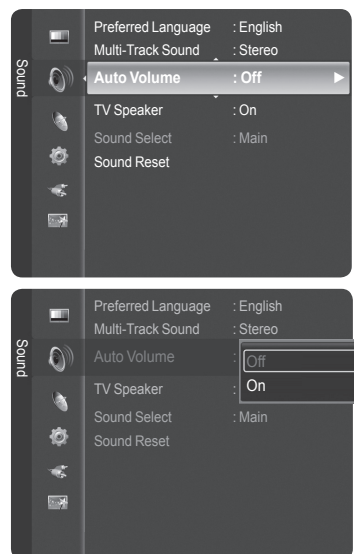 Sound
Preferred Language : English
Multi-Track Sound : Stereo
Auto Volume : Off
TV Speaker : On
Sound Select : Main
Sound Reset
Sound
Preferred Language : English
Multi-Track Sound : Stereo
Auto Volume : Off
TV Speaker : On
Sound Select : Main
Sound Reset